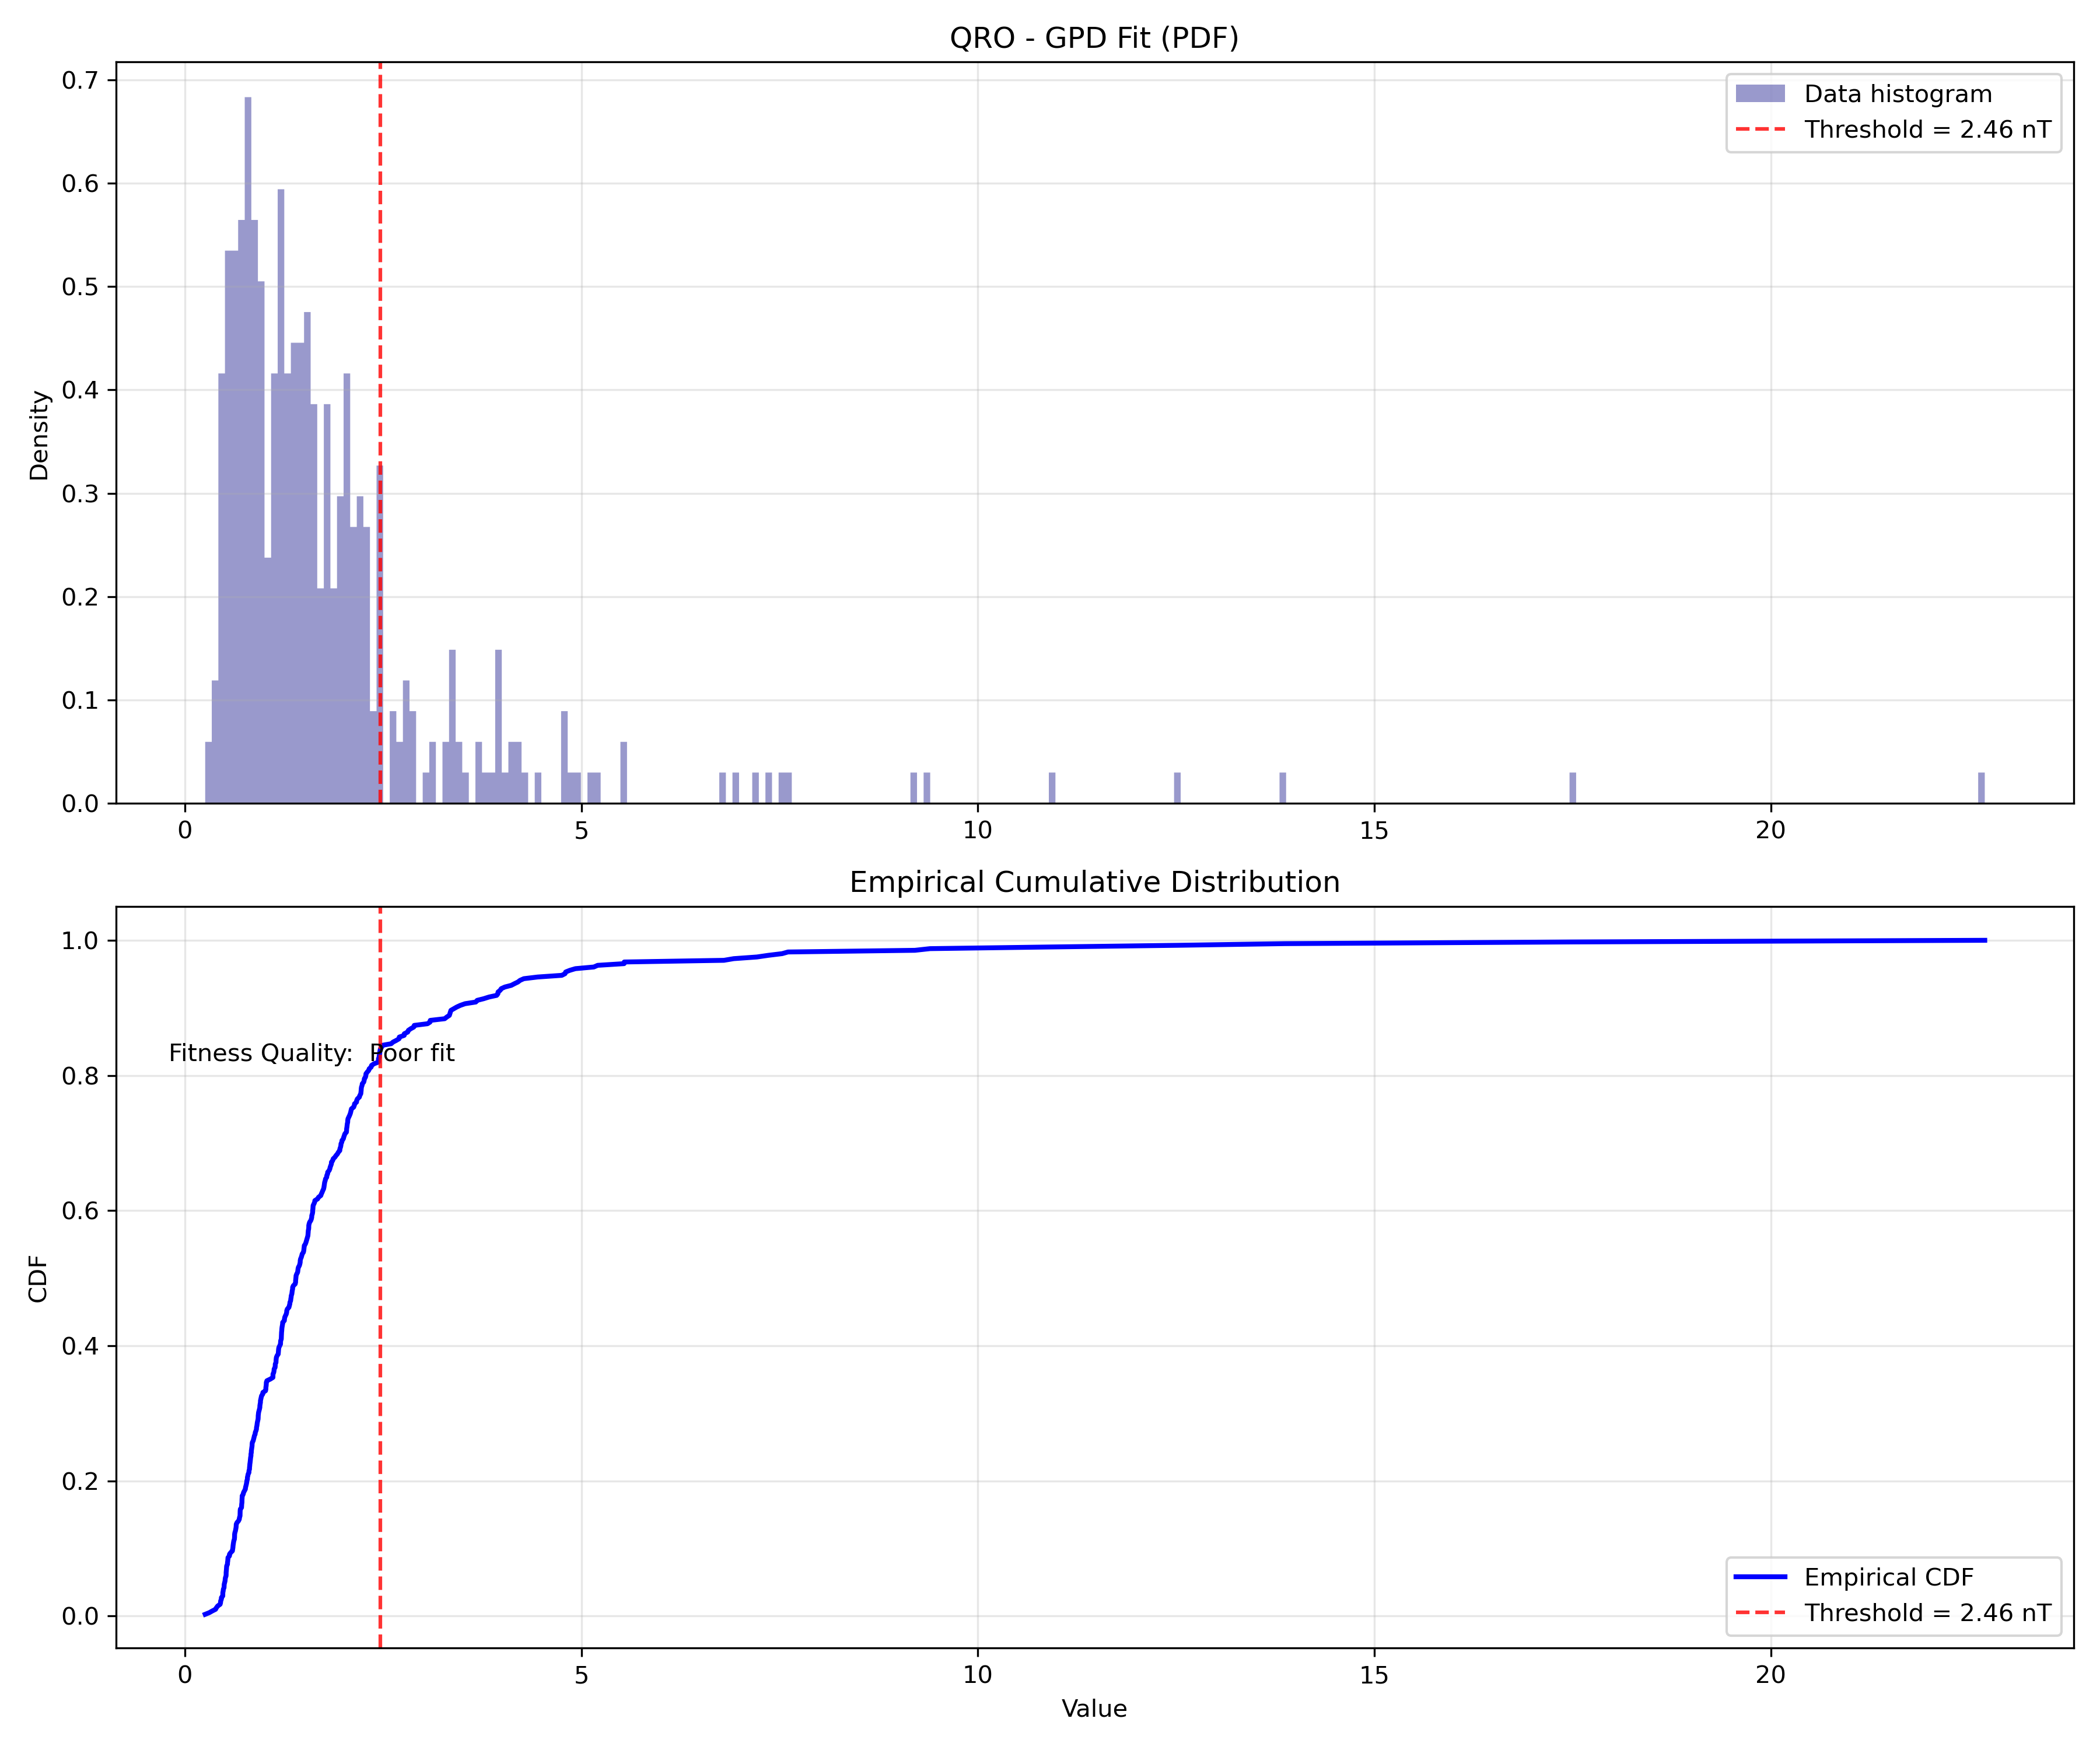 QRO - GPD Fit (PDF)
Density
0.7
0.6
0.5
0.4
0.3
0.2
0.1
0.0
Data histogram
Threshold = 2.46 nT
0 5 10 15 20
Empirical Cumulative Distribution
CDF
1.0
0.8
0.6
0.4
0.2
0.0
Fitness Quality: Poor fit
Empirical CDF
Threshold = 2.46 nT
0 5 10 15 20
Value